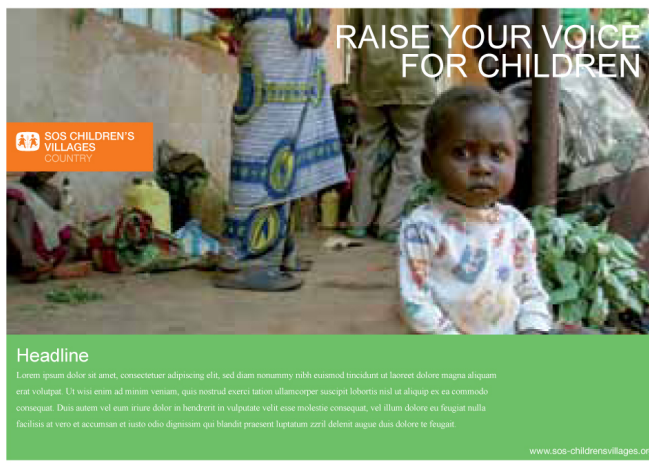 RAISE YOUR VOICE
FOR CHILDREN
SOS CHILDREN'S
VILLAGES
COUNTRY
Headline
Lorem ipsum dolor sit amet, consectetuer adipiscing elit, sed diam nonummy nibh euismod tincidunt ut laoreet dolore magna aliquam
erat volutpat. Ut wisi enim ad minim veniam, quis nostrud exerci tation ullamcorper suscipit lobortis nisl ut aliquip ex ea commodo
consequat. Duis autem vel eum iriure dolor in hendrerit in vulputate velit esse molestie consequat, vel illum dolore eu feugiat nulla
facilisis at vero et accumsan et iusto odio dignissim qui blandit praesent luptatum zzril delenit augue duis dolore te feugait.
www.sos-childrensvillages.or